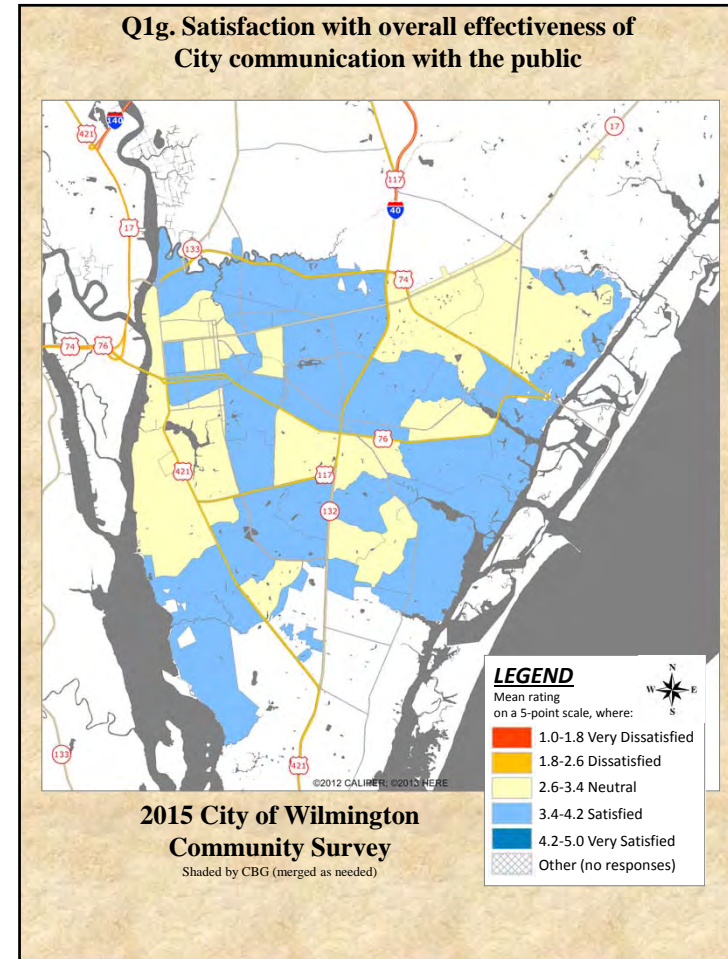 Q1g. Satisfaction with overall effectiveness of
City communication with the public
140
421
17
117
40
17
133
74
74
76
76
421
117
132
133
421
©2012 CALIPER; ©2013 HERE
LEGEND
Mean rating
on a 5-point scale, where:
N
W E
S
1.0-1.8 Very Dissatisfied
1.8-2.6 Dissatisfied
2.6-3.4 Neutral
3.4-4.2 Satisfied
4.2-5.0 Very Satisfied
Other (no responses)
2015 City of Wilmington
Community Survey
Shaded by CBG (merged as needed)